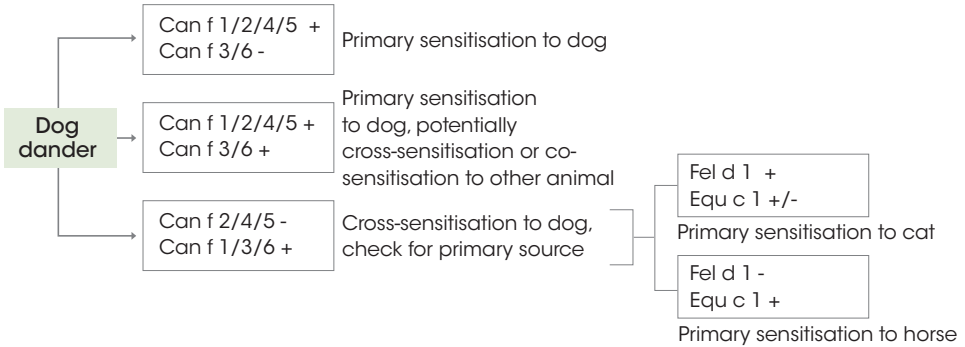 Dog
dander
Can f 1/2/4/5 +
Can f 3/6 -
Primary sensitisation to dog
Can f 1/2/4/5 +
Can f 3/6 +
Primary sensitisation
to dog, potentially
cross-sensitisation or co-
sensitisation to other animal
Can f 2/4/5 -
Can f 1/3/6 +
Cross-sensitisation to dog,
check for primary source
Fel d 1 +
Equ c 1 +/-
Primary sensitisation to cat
Fel d 1 -
Equ c 1 +
Primary sensitisation to horse